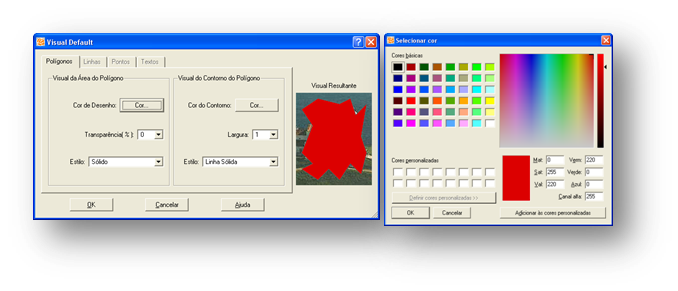 Visual Default
Polígonos
Linhas
Pontos
Textos
Visual da Área do Polígono
Cor de Desenho:
Cor...
Transparência( % ):
0
Estilo:
Sólido
Visual do Contorno do Polígono
Cor do Contorno:
Cor...
Largura:
1
Estilo:
Linha Sólida
Visual Resultante
OK
Cancelar
Ajuda
Selecionar cor
Cores básicas
Cores personalizadas
Definir cores personalizadas >>
OK
Cancelar
Mat: 0
Verm: 220
Sat: 255
Verde: 0
Val: 220
Azul: 0
Canal alfa: 255
Adicionar às cores personalizadas